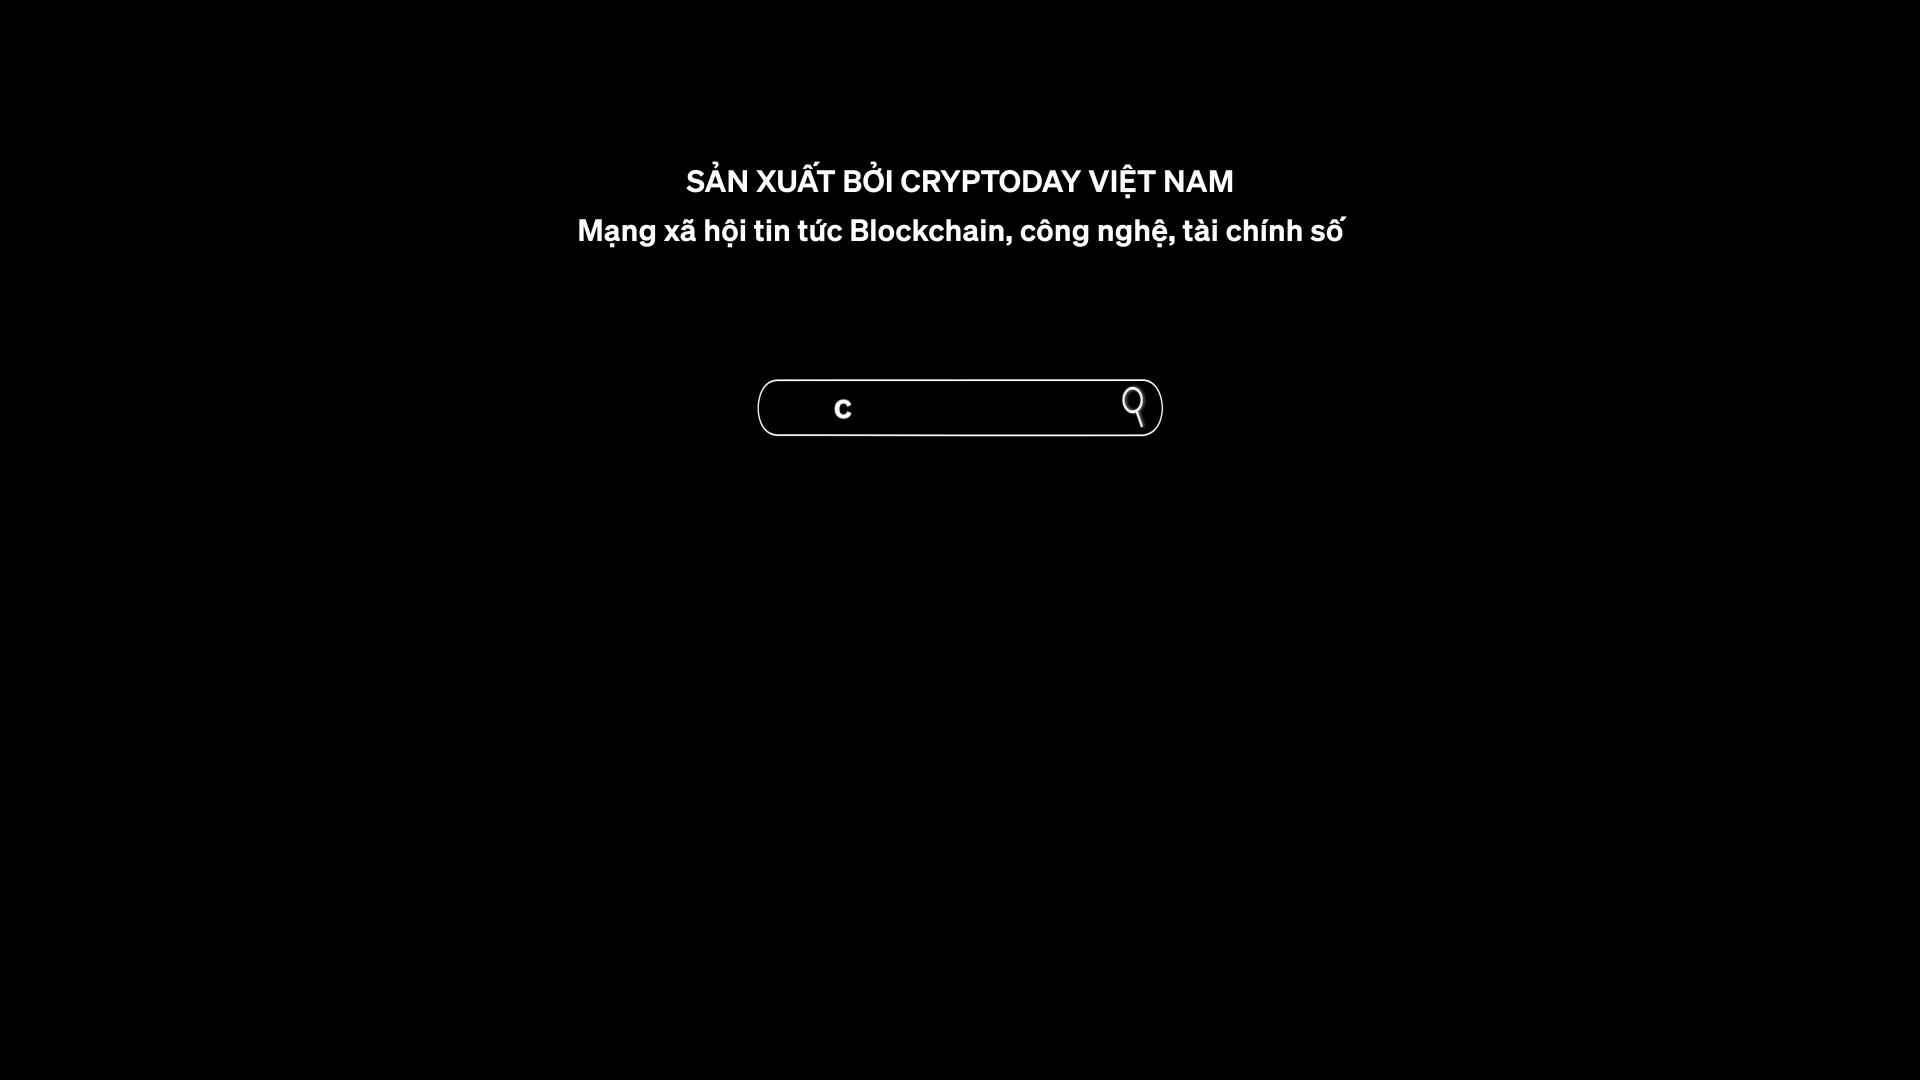 SẢN XUẤT BỞI CRYPTODAY VIỆT NAM
Mạng xã hội tin tức Blockchain, công nghệ, tài chính số
c